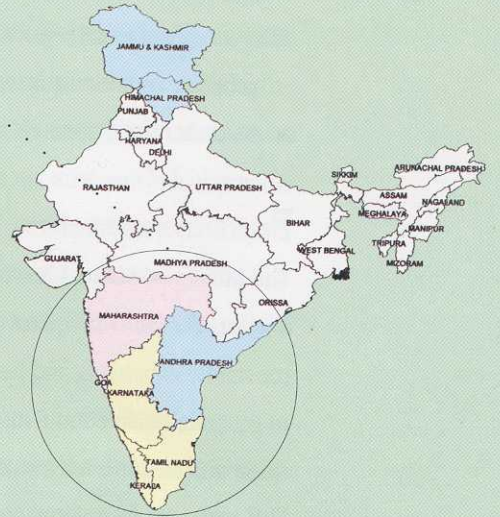 JAMMU & KASHMIR
HIMACHAL PRADESH
PUNJAB
HARYANA
DELHI
RAJASTHAN
UTTAR PRADESH
SIKKIM
ARUNACHAL PRADESH
ASSAM
NAGALAND
MEGHALAYA
MANIPUR
BIHAR
TRIPURA
MIZORAM
WEST BENGAL
GUJARAT
MADHYA PRADESH
ORISSA
MAHARASHTRA
ANDHRA PRADESH
GOA
KARNATAKA
TAMIL NADU
KERALA